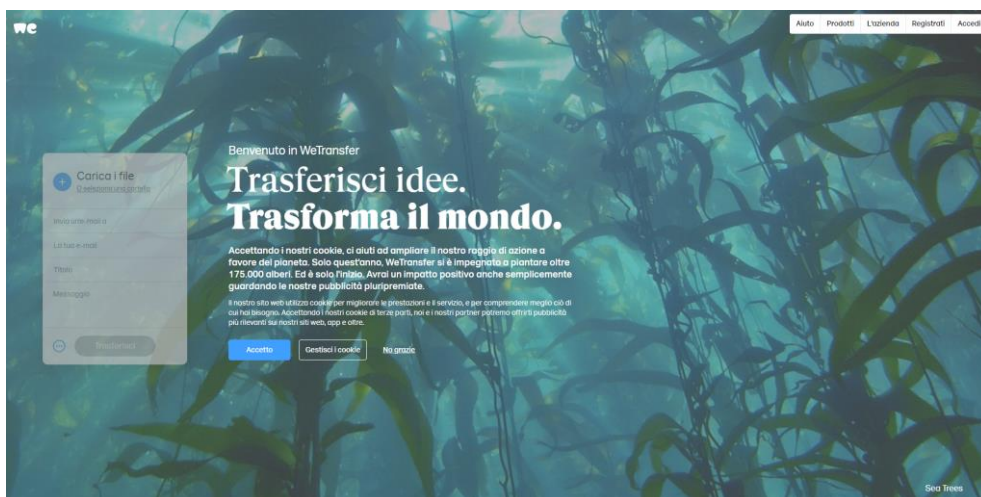 we
Aiuto Prodotti L'azienda Registrati Accedi
Benvenuto in WeTransfer
Trasferisci idee.
Trasforma il mondo.
Accettando i nostri cookie, ci aiuti ad ampliare il nostro raggio di azione a
favore del pianeta. Solo quest'anno, WeTransfer si è impegnato a plantare oltre
175.000 alberi. Ed è solo l'inizio. Avrai un impatto positivo anche semplicemente
guardando le nostre pubblicità pluripremiate.
Il nostro sito web utilizza cookie per migliorare le prestazioni e il servizio, e per comprendere meglio ciò di
cui hai bisogno. Accettando i nostri cookie di terze parti, noi e i nostri partner potremo offrirti pubblicità
più rilevanti sui nostri siti web, app e oltre.
Accetto Gestisci i cookie No grazie
Carica i file
O seleziona una cartella
Invia un'e-mail a
La tua e-mail
Titolo
Messaggio
Trasferisci
Sea Trees